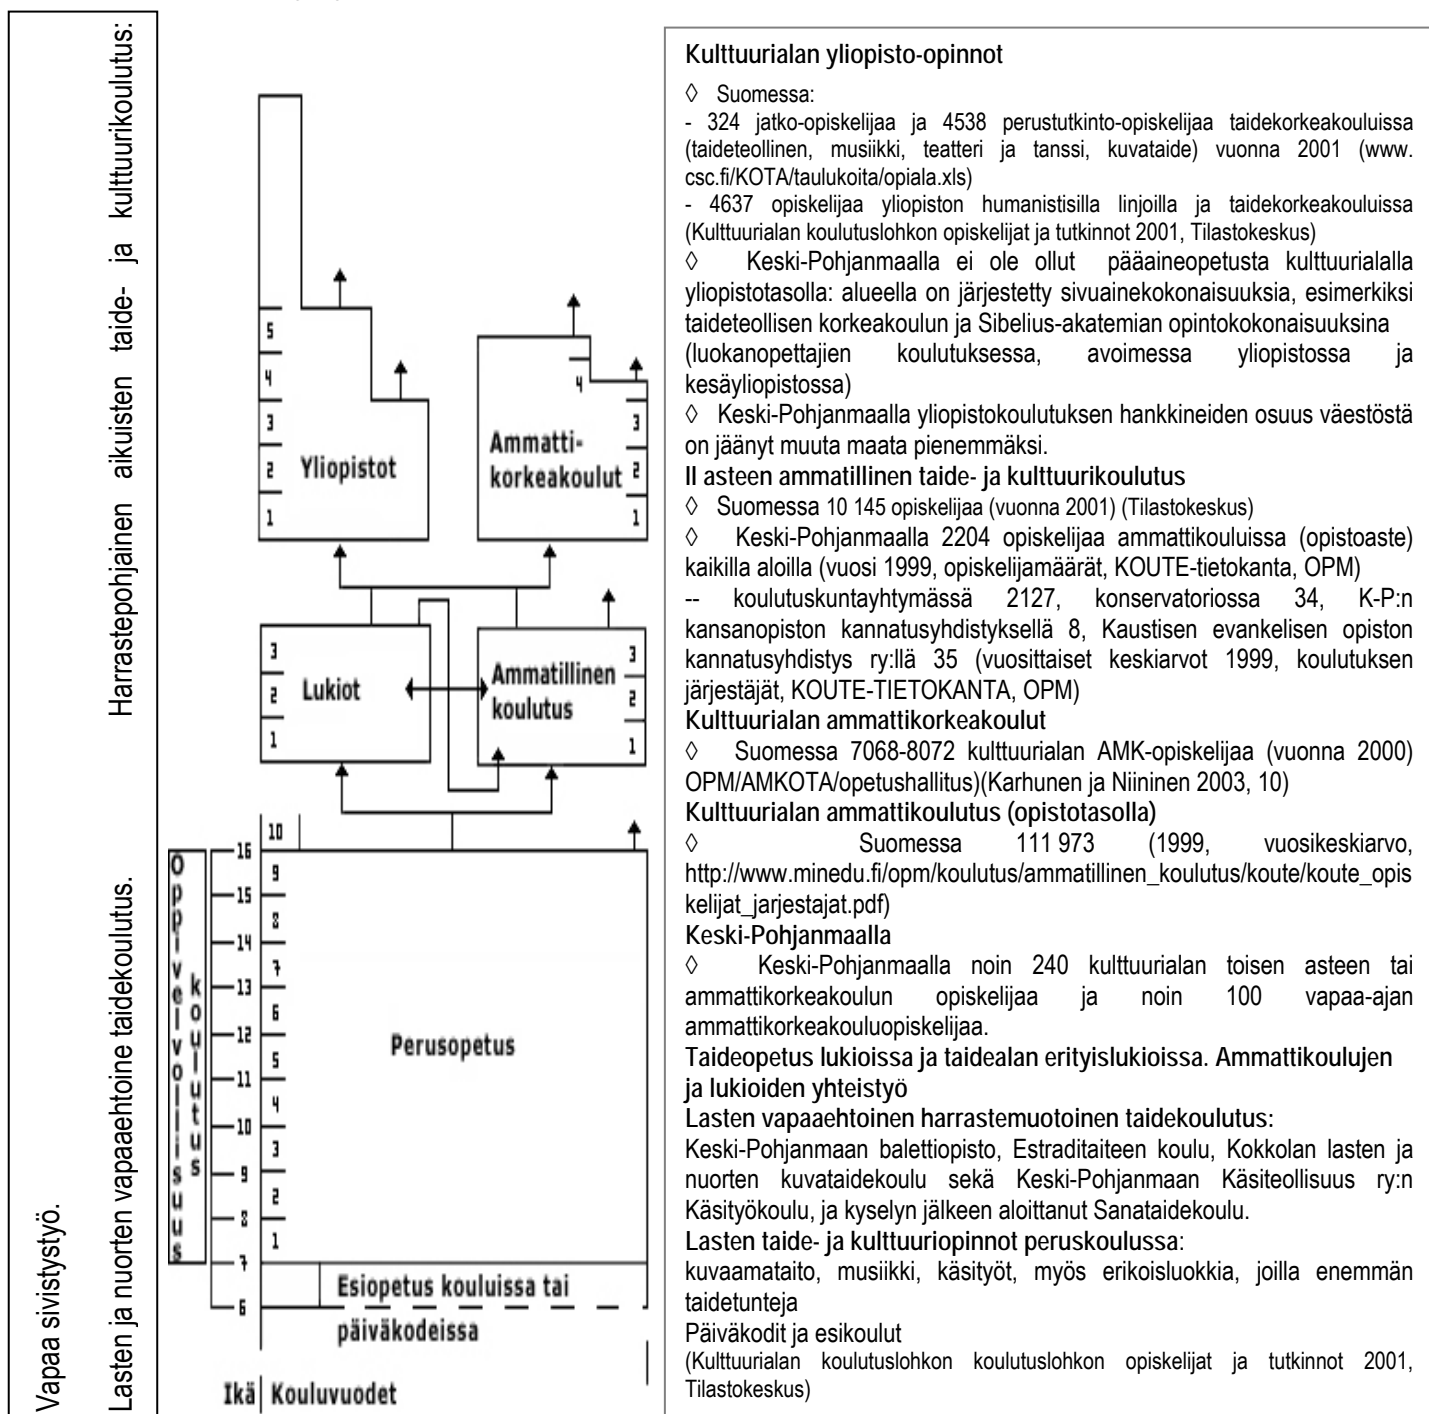 Vapaa sivistystyö.
Lasten ja nuorten vapaaehtoine taidekoulutus.
Harrastepohjainen aikuisten taide- ja kulttuurikoulutus:
5
4
3
2
1
Yliopistot
4
3
2
1
Ammatti-
korkeakoulut
3
2
1
Lukiot
Ammatillinen
koulutus
3
2
1
Oppivelvollisuus
koulutus
16
15
14
13
12
11
10
9
8
7
6
10
9
8
7
6
5
4
3
2
1
Perusopetus
Esiopetus kouluissa tai
päiväkodeissa
Ikä Kouluvuodet
Kulttuurialan yliopisto-opinnot
◊ Suomessa:
- 324 jatko-opiskelijaa ja 4538 perustutkinto-opiskelijaa taidekorkeakouluissa
(taideteollinen, musiikki, teatteri ja tanssi, kuvataide) vuonna 2001 (www.
csc.fi/KOTA/taulukoita/opiala.xls)
- 4637 opiskelijaa yliopiston humanistisilla linjoilla ja taidekorkeakouluissa
(Kulttuurialan koulutuslohkon opiskelijat ja tutkinnot 2001, Tilastokeskus)
◊ Keski-Pohjanmaalla ei ole ollut pääaineopetusta kulttuurialalla
yliopistotasolla: alueella on järjestetty sivuainekokonaisuuksia, esimerkiksi
taideteollisen korkeakoulun ja Sibelius-akatemian opintokokonaisuuksina
(luokanopettajien koulutuksessa, avoimessa yliopistossa ja
kesäyliopistossa)
◊ Keski-Pohjanmaalla yliopistokoulutuksen hankkineiden osuus väestöstä
on jäänyt muuta maata pienemmäksi.
II asteen ammatillinen taide- ja kulttuurikoulutus
◊ Suomessa 10 145 opiskelijaa (vuonna 2001) (Tilastokeskus)
◊ Keski-Pohjanmaalla 2204 opiskelijaa ammattikouluissa (opistoaste)
kaikilla aloilla (vuosi 1999, opiskelijamäärät, KOUTE-tietokanta, OPM)
-- koulutuskuntayhtymässä 2127, konservatoriossa 34, K-P:n
kansanopiston kannatusyhdistyksellä 8, Kaustisen evankelisen opiston
kannatusyhdistys ry:llä 35 (vuosittaiset keskiarvot 1999, koulutuksen
järjestäjät, KOUTE-TIETOKANTA, OPM)
Kulttuurialan ammattikorkeakoulut
◊ Suomessa 7068-8072 kulttuurialan AMK-opiskelijaa (vuonna 2000)
OPM/AMKOTA/opetushallitus)(Karhunen ja Niininen 2003, 10)
Kulttuurialan ammattikoulutus (opistotasolla)
◊ Suomessa 111 973 (1999, vuosikeskiarvo,
http://www.minedu.fi/opm/koulutus/ammatillinen_koulutus/koute/koute_opis
kelijat_jarjestajat.pdf)
Keski-Pohjanmaalla
◊ Keski-Pohjanmaalla noin 240 kulttuurialan toisen asteen tai
ammattikorkeakoulun opiskelijaa ja noin 100 vapaa-ajan
ammattikorkeakouluopiskelijaa.
Taideopetus lukioissa ja taidealan erityislukioissa. Ammattikoulujen
ja lukioiden yhteistyö
Lasten vapaaehtoinen harrastemuotoinen taidekoulutus:
Keski-Pohjanmaan balettiopisto, Estraditaiteen koulu, Kokkolan lasten ja
nuorten kuvataidekoulu sekä Keski-Pohjanmaan Käsiteollisuus ry:n
Käsityökoulu, ja kyselyn jälkeen aloittanut Sanataidekoulu.
Lasten taide- ja kulttuuriopinnot peruskoulussa:
kuvaamataito, musiikki, käsityöt, myös erikoisluokkia, joilla enemmän
taidetunteja
Päiväkodit ja esikoulut
(Kulttuurialan koulutuslohkon koulutuslohkon opiskelijat ja tutkinnot 2001,
Tilastokeskus)